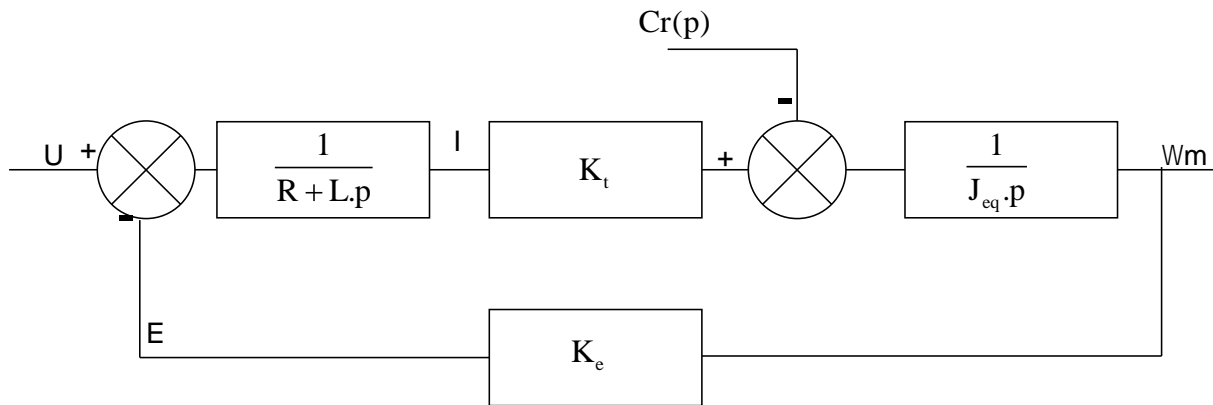 Cr(p)
-
U + 1 / R + L.p I K_t + 1 / J_eq.p Wm
-
E K_e